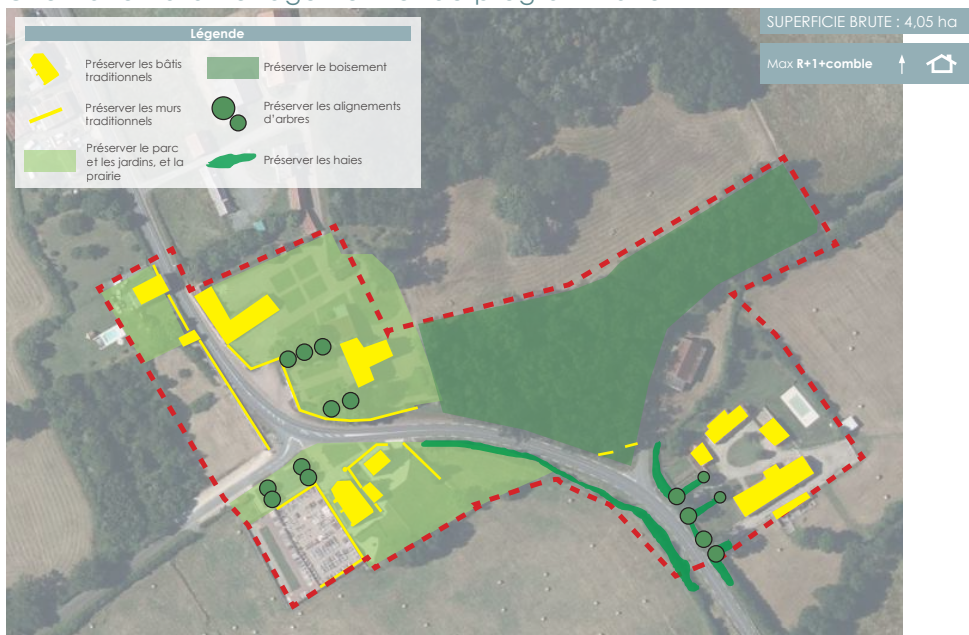 SUPERFICIE BRUTE : 4,05 ha
Légende
Préserver les bâtis
traditionnels
Préserver le boisement
Max R+1+comble
Préserver les murs
traditionnels
Préserver les alignements
d'arbres
Préserver le parc
et les jardins, et la
prairie
Préserver les haies